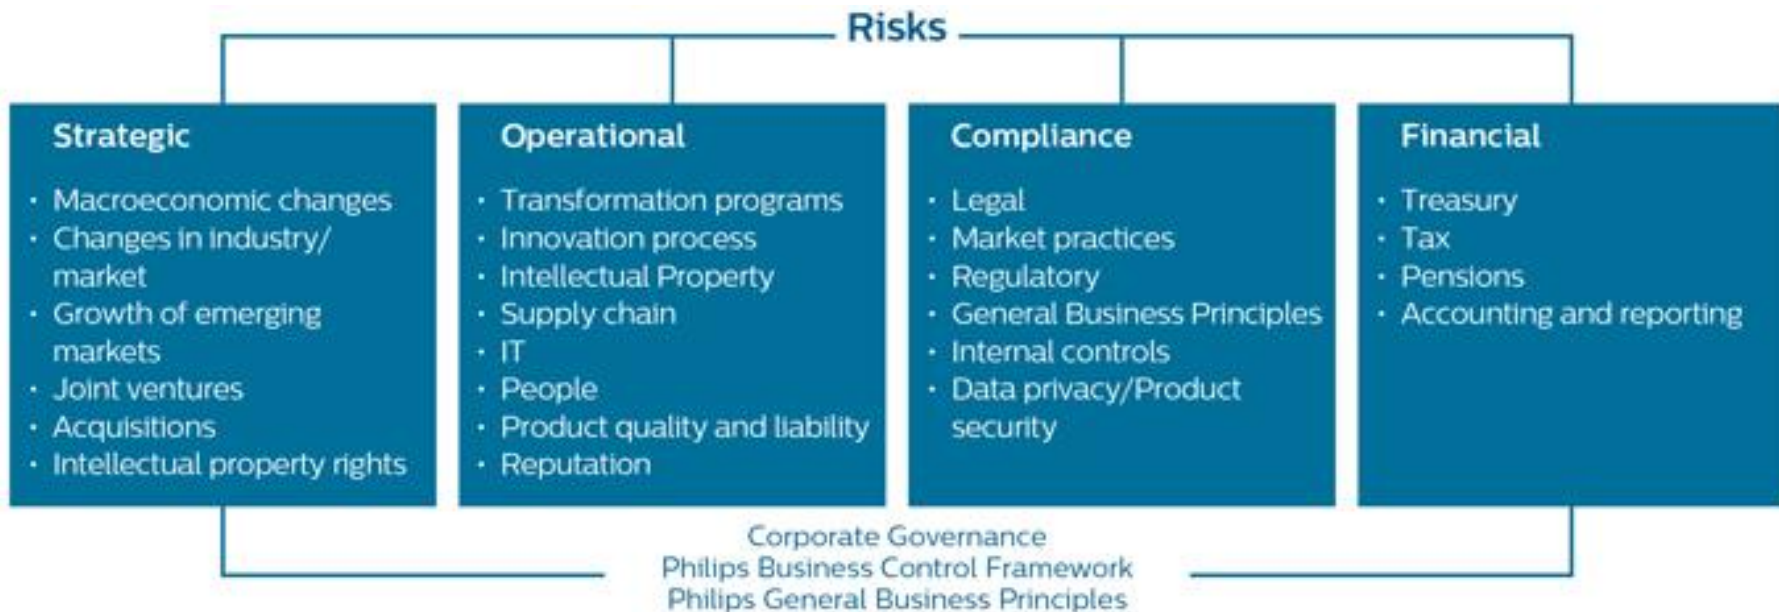 Risks
Strategic
· Macroeconomic changes
· Changes in industry/
market
· Growth of emerging
markets
· Joint ventures
· Acquisitions
· Intellectual property rights
Operational
· Transformation programs
· Innovation process
· Intellectual Property
· Supply chain
· IT
· People
· Product quality and liability
· Reputation
Compliance
· Legal
· Market practices
· Regulatory
· General Business Principles
· Internal controls
· Data privacy/Product
security
Financial
· Treasury
· Tax
· Pensions
· Accounting and reporting
Corporate Governance
Philips Business Control Framework
Philips General Business Principles